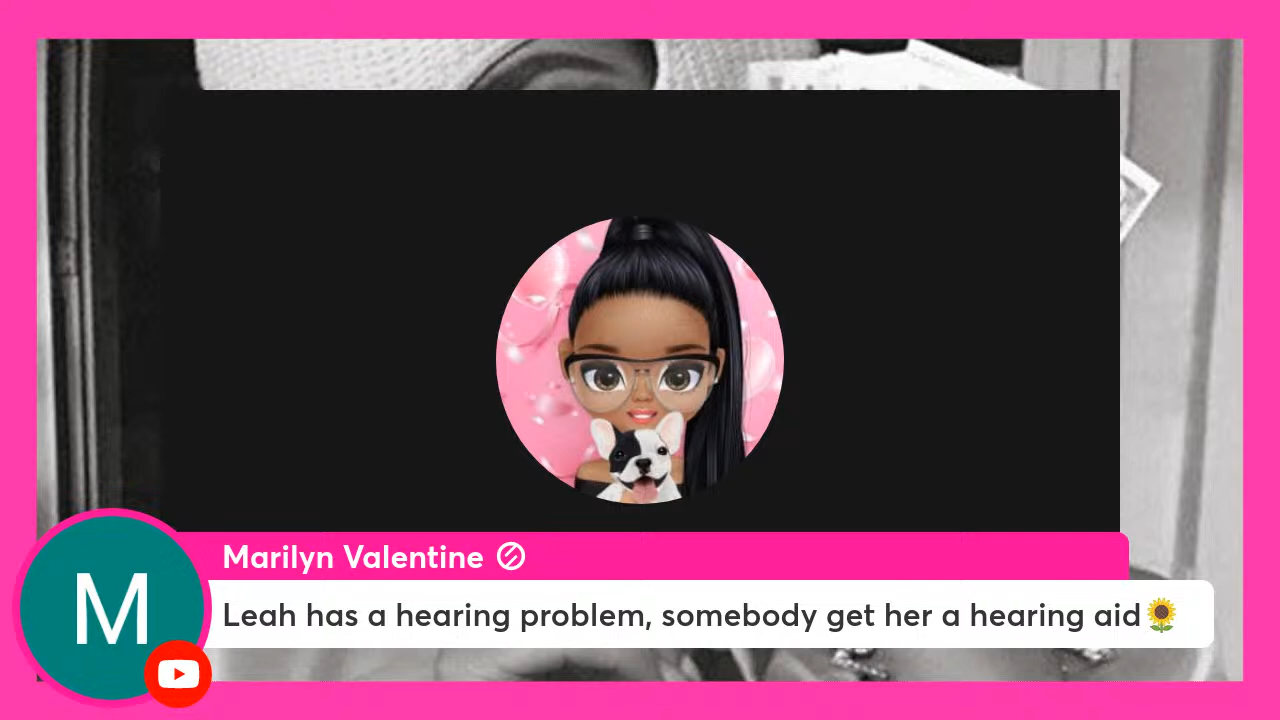 Marilyn Valentine
Leah has a hearing problem, somebody get her a hearing aid🌻
M